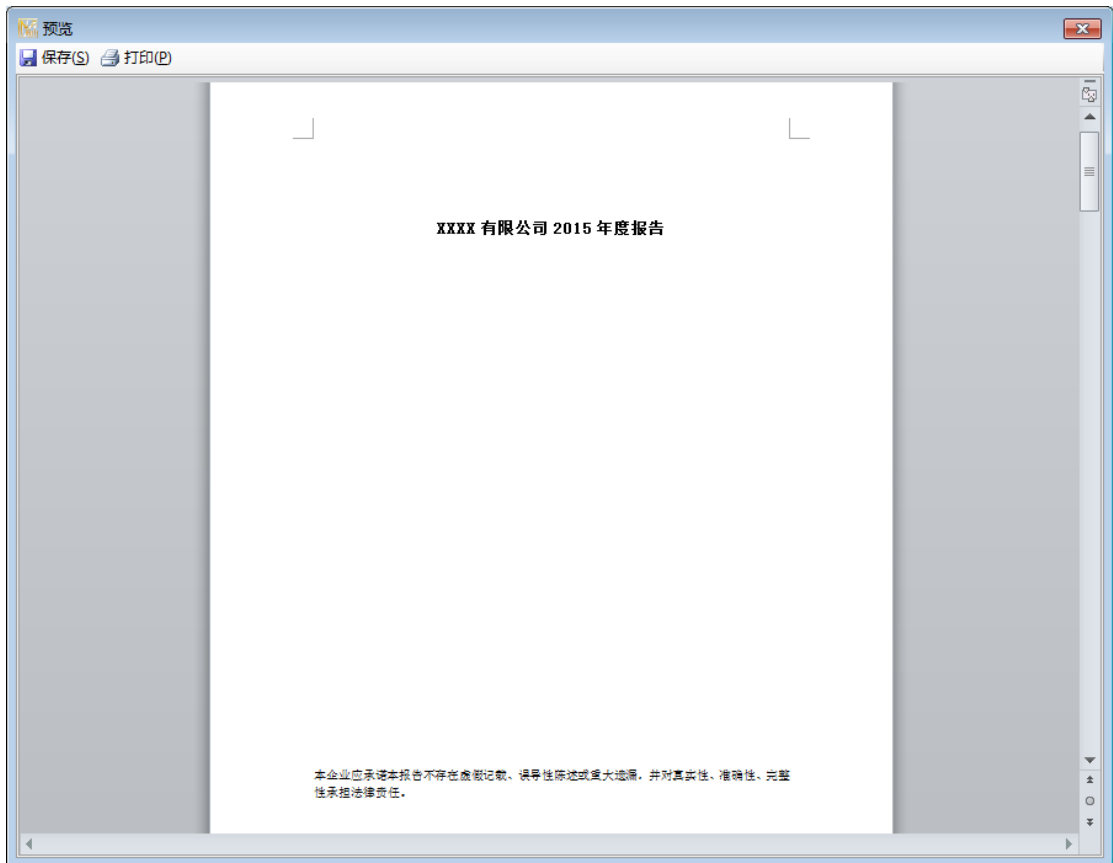 预览
保存(S) 打印(P)
XXXX 有限公司 2015 年度报告
本企业应承诺本报告不存在虚假记载、误导性陈述或重大遗漏，并对真实性、准确性、完整
性承担法律责任。